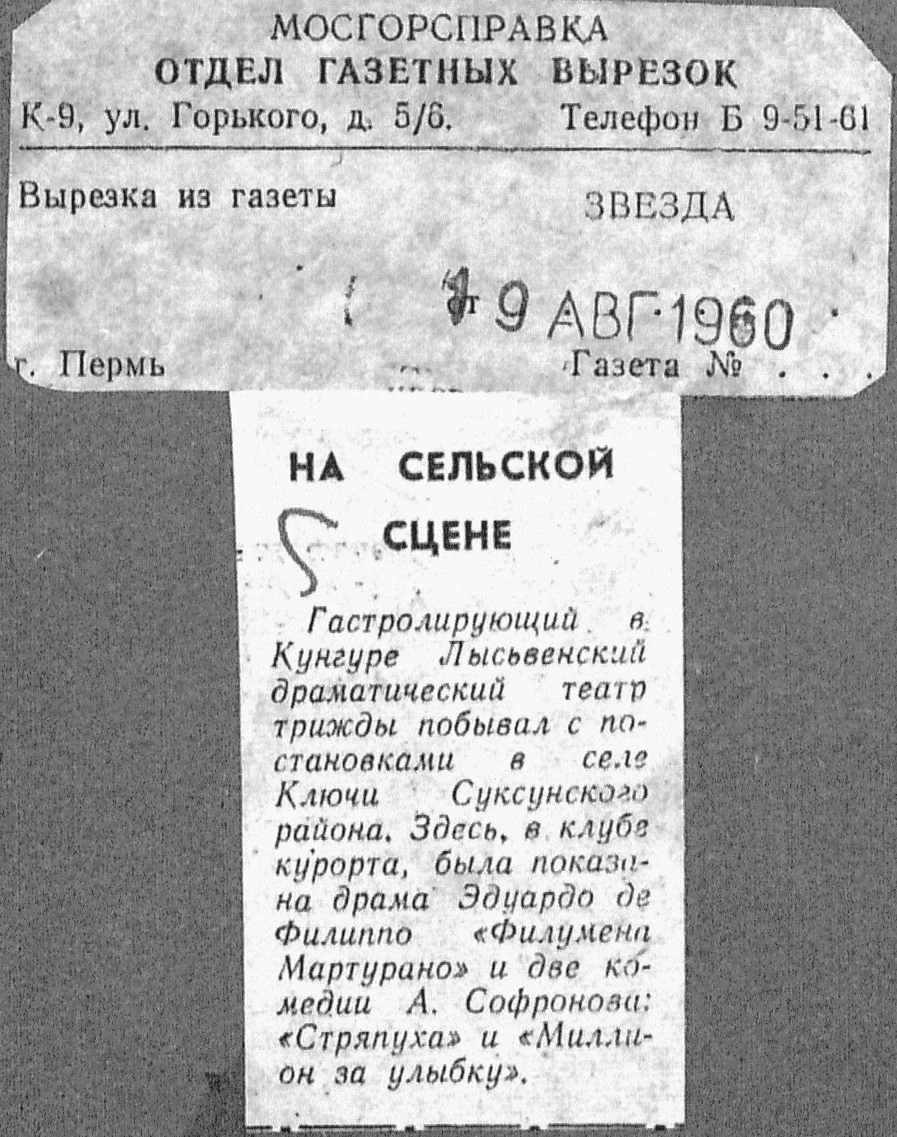 МОСГОРСПРАВКА
ОТДЕЛ ГАЗЕТНЫХ ВЫРЕЗОК
К-9, ул. Горького, д. 5/6. Телефон Б 9-51-61
Вырезка из газеты ЗВЕЗДА
от 9 АВГ 1960
г. Пермь Газета № . . .
НА СЕЛЬСКОЙ
СЦЕНЕ
Гастролирующий в
Кунгуре Лысьвенский
драматический театр
трижды побывал с по-
становками в селе
Ключи Суксунского
района. Здесь, в клубе
курорта, была показа-
на драма Эдуардо де
Филиппо «Филумена
Мартурано» и две ко-
медии А. Софронова:
«Стряпуха» и «Милли-
он за улыбку».